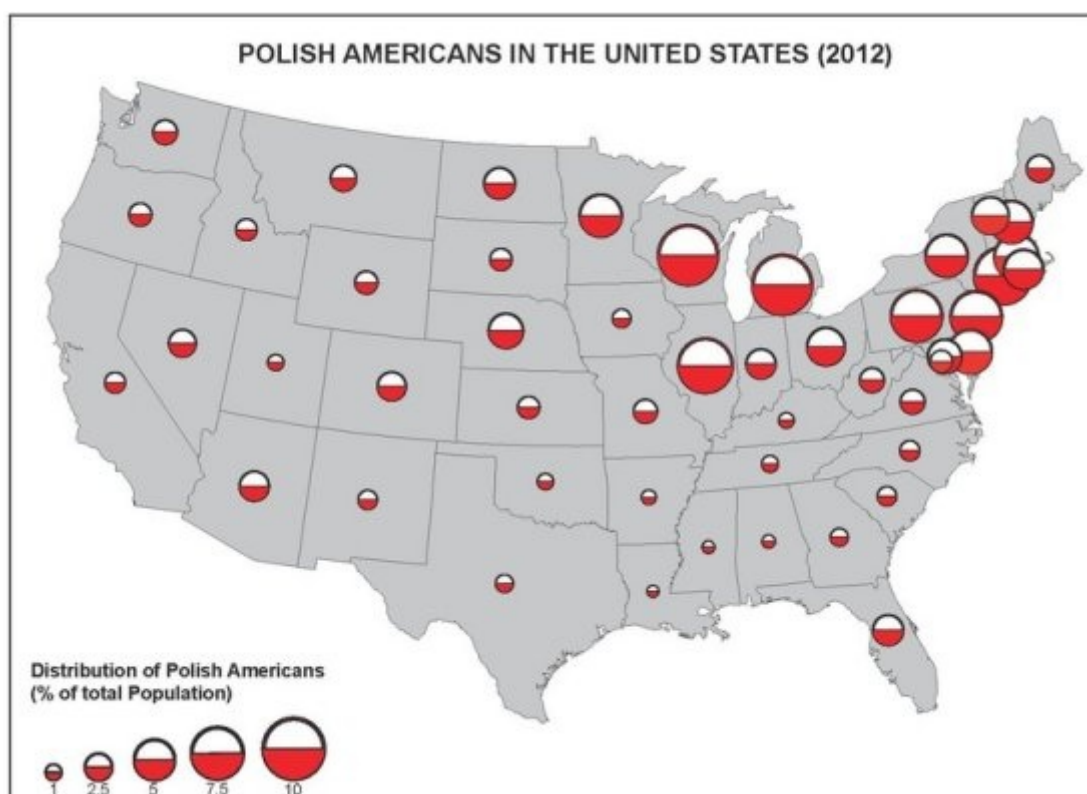 POLISH AMERICANS IN THE UNITED STATES (2012)
Distribution of Polish Americans
(% of total Population)
1 2.5 5 7.5 10